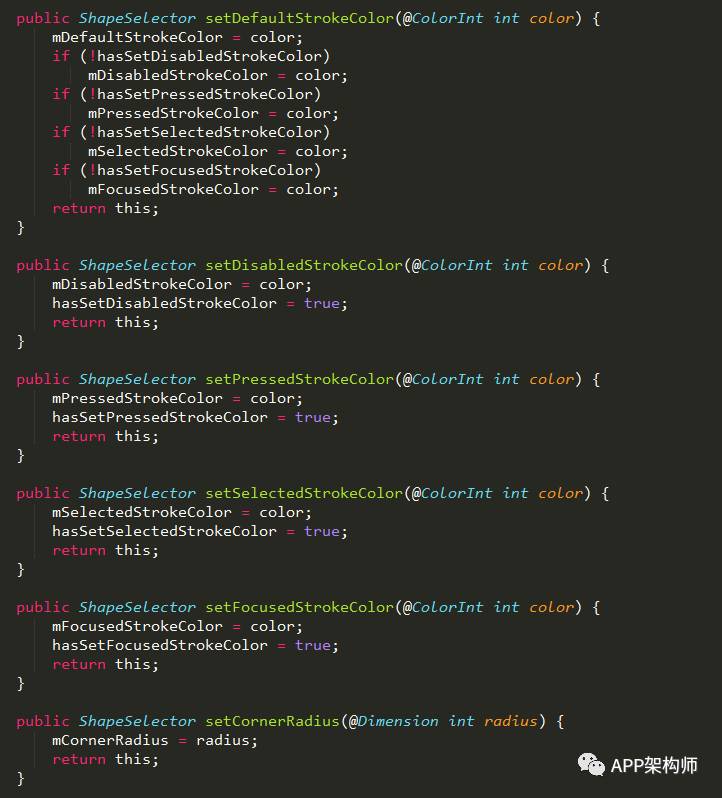 public ShapeSelector setDefaultStrokeColor(@ColorInt int color) {
    mDefaultStrokeColor = color;
    if (!hasSetDisabledStrokeColor)
        mDisabledStrokeColor = color;
    if (!hasSetPressedStrokeColor)
        mPressedStrokeColor = color;
    if (!hasSetSelectedStrokeColor)
        mSelectedStrokeColor = color;
    if (!hasSetFocusedStrokeColor)
        mFocusedStrokeColor = color;
    return this;
}

public ShapeSelector setDisabledStrokeColor(@ColorInt int color) {
    mDisabledStrokeColor = color;
    hasSetDisabledStrokeColor = true;
    return this;
}

public ShapeSelector setPressedStrokeColor(@ColorInt int color) {
    mPressedStrokeColor = color;
    hasSetPressedStrokeColor = true;
    return this;
}

public ShapeSelector setSelectedStrokeColor(@ColorInt int color) {
    mSelectedStrokeColor = color;
    hasSetSelectedStrokeColor = true;
    return this;
}

public ShapeSelector setFocusedStrokeColor(@ColorInt int color) {
    mFocusedStrokeColor = color;
    hasSetFocusedStrokeColor = true;
    return this;
}

public ShapeSelector setCornerRadius(@Dimension int radius) {
    mCornerRadius = radius;
    return this;
}
APP架构师